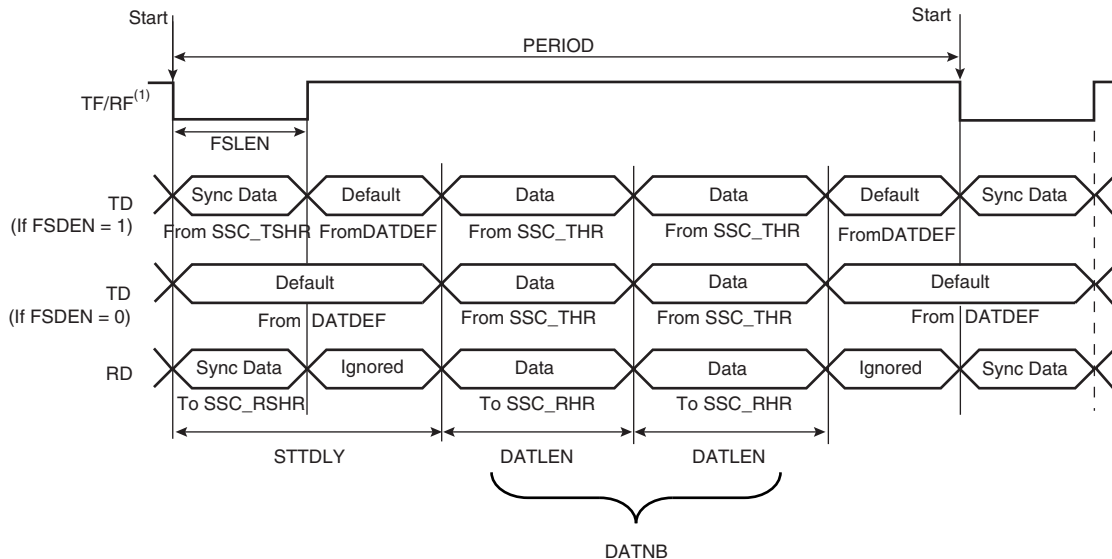 Start
Start
PERIOD
TF/RF(1)
FSLEN
TD
(If FSDEN = 1)
Sync Data
Default
Data
Data
Default
Sync Data
From SSC_TSHR
FromDATDEF
From SSC_THR
From SSC_THR
FromDATDEF
TD
(If FSDEN = 0)
Default
Data
Data
Default
From DATDEF
From SSC_THR
From SSC_THR
From DATDEF
RD
Sync Data
Ignored
Data
Data
Ignored
Sync Data
To SSC_RSHR
To SSC_RHR
To SSC_RHR
STTDLY
DATLEN
DATLEN
DATNB